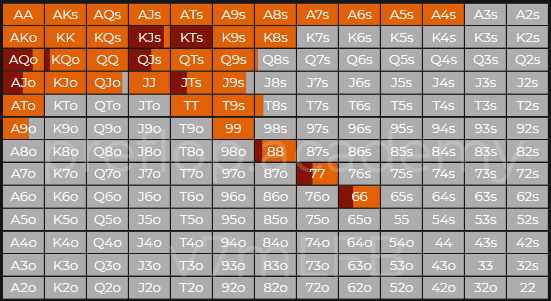 AA AKs AQs AJs ATs A9s A8s A7s A6s A5s A4s A3s A2s
AKo KK KQs KJs KTs K9s K8s K7s K6s K5s K4s K3s K2s
AQo KQo QQ QJs QTs Q9s Q8s Q7s Q6s Q5s Q4s Q3s Q2s
AJo KJo QJo JJ JTs J9s J8s J7s J6s J5s J4s J3s J2s
ATo KTo QTo JTo TT T9s T8s T7s T6s T5s T4s T3s T2s
A9o K9o Q9o J9o T9o 99 98s 97s 96s 95s 94s 93s 92s
A8o K8o Q8o J8o T8o 98o 88 87s 86s 85s 84s 83s 82s
preflop.academy
A7o K7o Q7o J7o T7o 97o 87o 77 76s 75s 74s 73s 72s
A6o K6o Q6o J6o T6o 96o 86o 76o 66 65s 64s 63s 62s
A5o K5o Q5o J5o T5o 95o 85o 75o 65o 55 54s 53s 52s
A4o K4o Q4o J4o T4o 94o 84o 74o 64o 54o 44 43s 42s
A3o K3o Q3o J3o T3o 93o 83o 73o 63o 53o 43o 33 32s
A2o K2o Q2o J2o T2o 92o 82o 72o 62o 52o 42o 32o 22